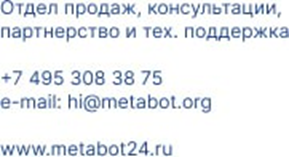 Отдел продаж, консультации,
партнерство и тех. поддержка
+7 495 308 38 75
e-mail: hi@metabot.org
www.metabot24.ru